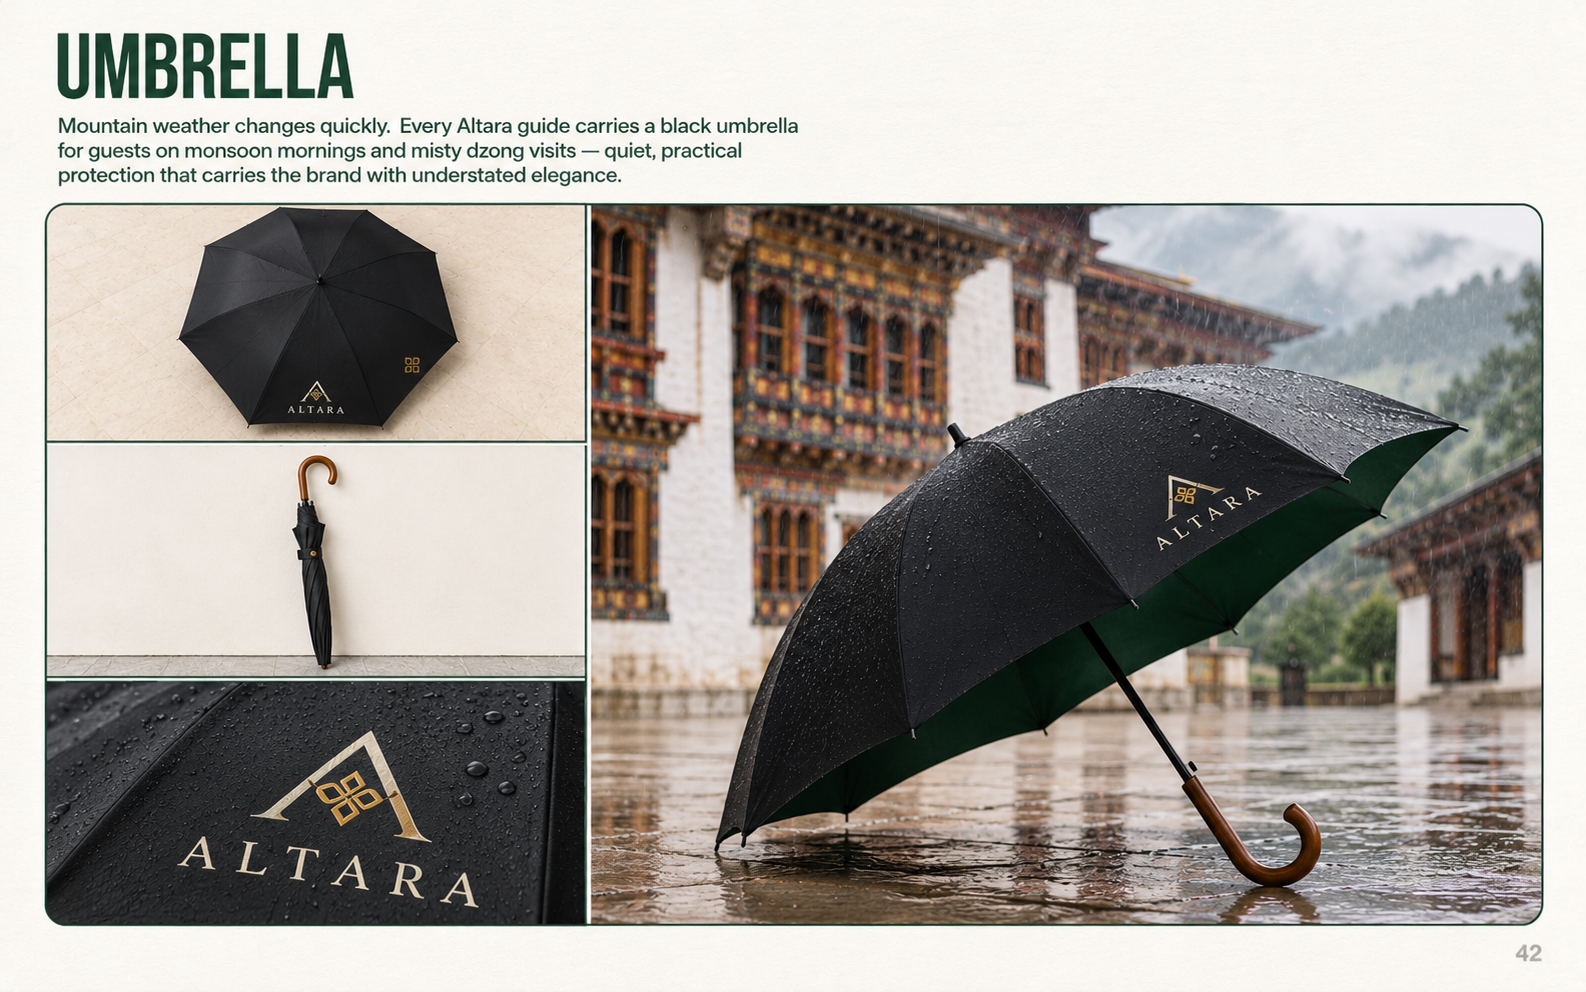 UMBRELLA
Mountain weather changes quickly.  Every Altara guide carries a black umbrella
for guests on monsoon mornings and misty dzong visits — quiet, practical
protection that carries the brand with understated elegance.
ALTARA
ALTARA
ALTARA
42